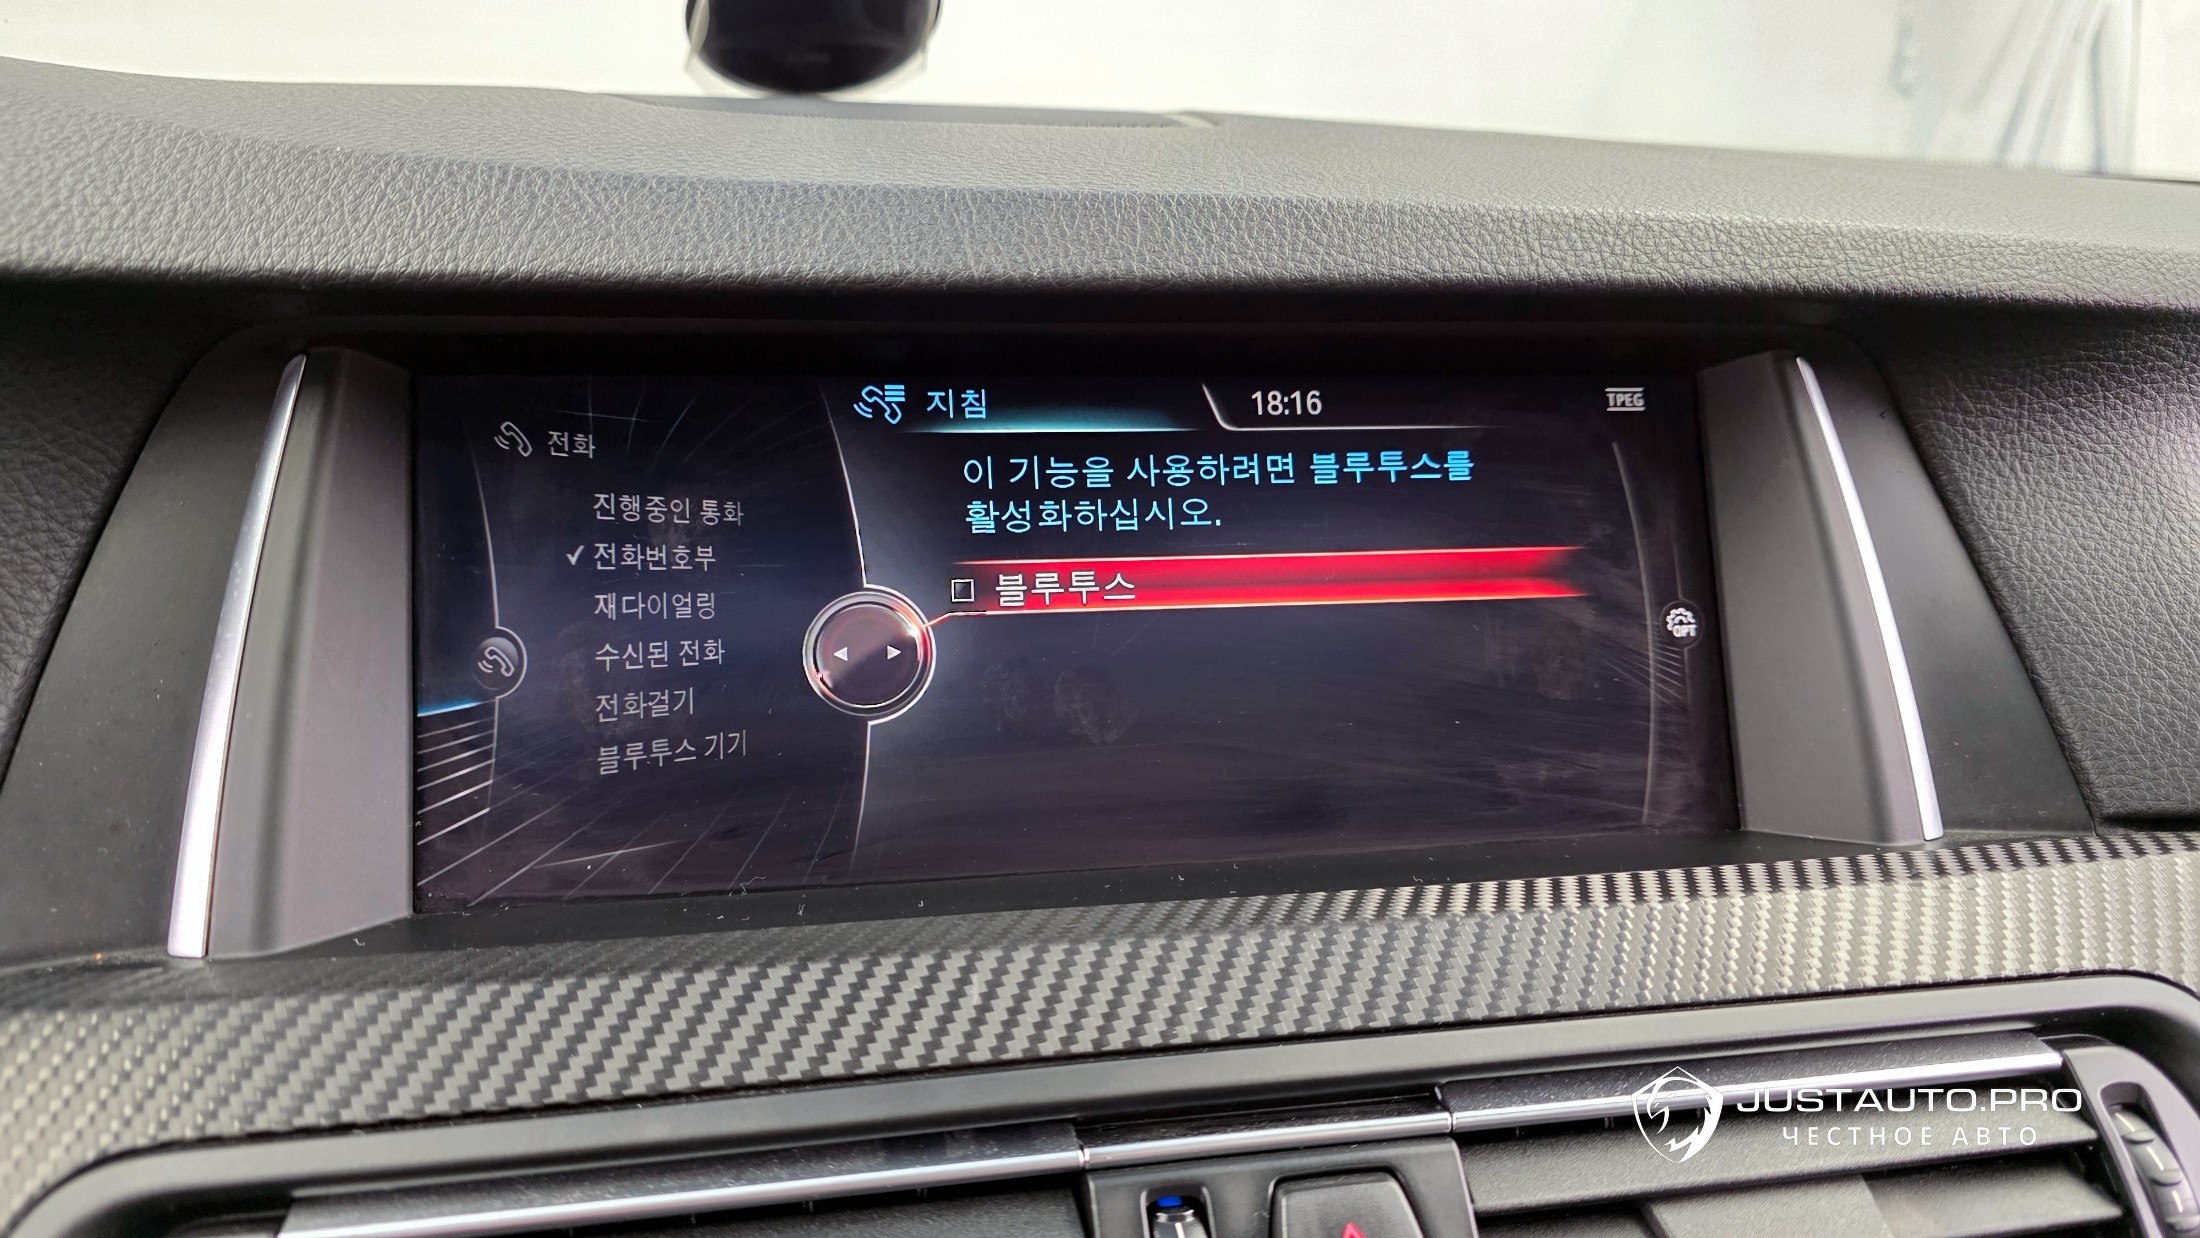 전화
진행중인 통화
✓ 전화번호부
재다이얼링
수신된 전화
전화걸기
블루투스 기기
지침
18:16
TPEG
이 기능을 사용하려면 블루투스를
활성화하십시오.
블루투스
OPT
JUSTAUTO.PRO
ЧЕСТНОЕ АВТО